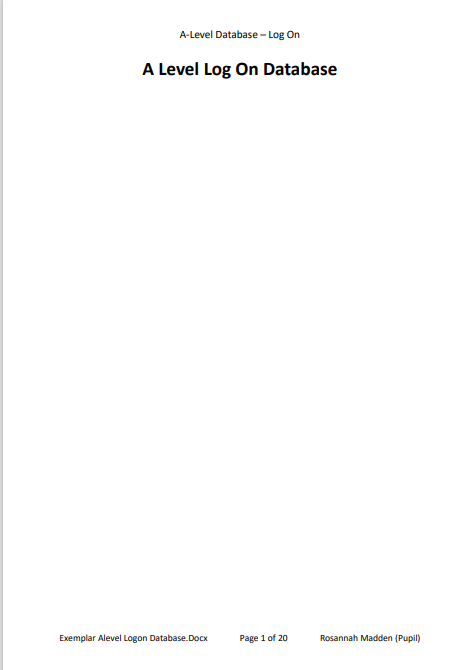 A-Level Database – Log On
A Level Log On Database
Exemplar Alevel Logon Database.Docx Page 1 of 20 Rosannah Madden (Pupil)